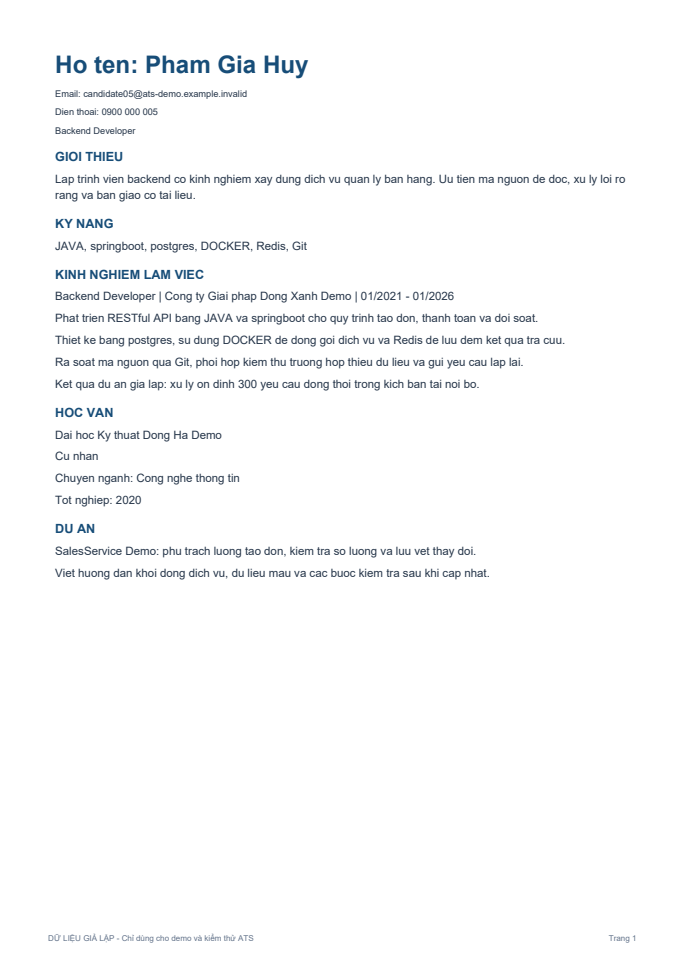 Ho ten: Pham Gia Huy
Email: candidate05@ats-demo.example.invalid
Dien thoai: 0900 000 005
Backend Developer
GIOI THIEU
Lap trinh vien backend co kinh nghiem xay dung dich vu quan ly ban hang. Uu tien ma nguon de doc, xu ly loi ro
rang va ban giao co tai lieu.
KY NANG
JAVA, springboot, postgres, DOCKER, Redis, Git
KINH NGHIEM LAM VIEC
Backend Developer | Cong ty Giai phap Dong Xanh Demo | 01/2021 - 01/2026
Phat trien RESTful API bang JAVA va springboot cho quy trinh tao don, thanh toan va doi soat.
Thiet ke bang postgres, su dung DOCKER de dong goi dich vu va Redis de luu dem ket qua tra cuu.
Ra soat ma nguon qua Git, phoi hop kiem thu truong hop thieu du lieu va gui yeu cau lap lai.
Ket qua du an gia lap: xu ly on dinh 300 yeu cau dong thoi trong kich ban tai noi bo.
HOC VAN
Dai hoc Ky thuat Dong Ha Demo
Cu nhan
Chuyen nganh: Cong nghe thong tin
Tot nghiep: 2020
DU AN
SalesService Demo: phu trach luong tao don, kiem tra so luong va luu vet thay doi.
Viet huong dan khoi dong dich vu, du lieu mau va cac buoc kiem tra sau khi cap nhat.
DỮ LIỆU GIẢ LẬP - Chỉ dùng cho demo và kiểm thử ATS
Trang 1